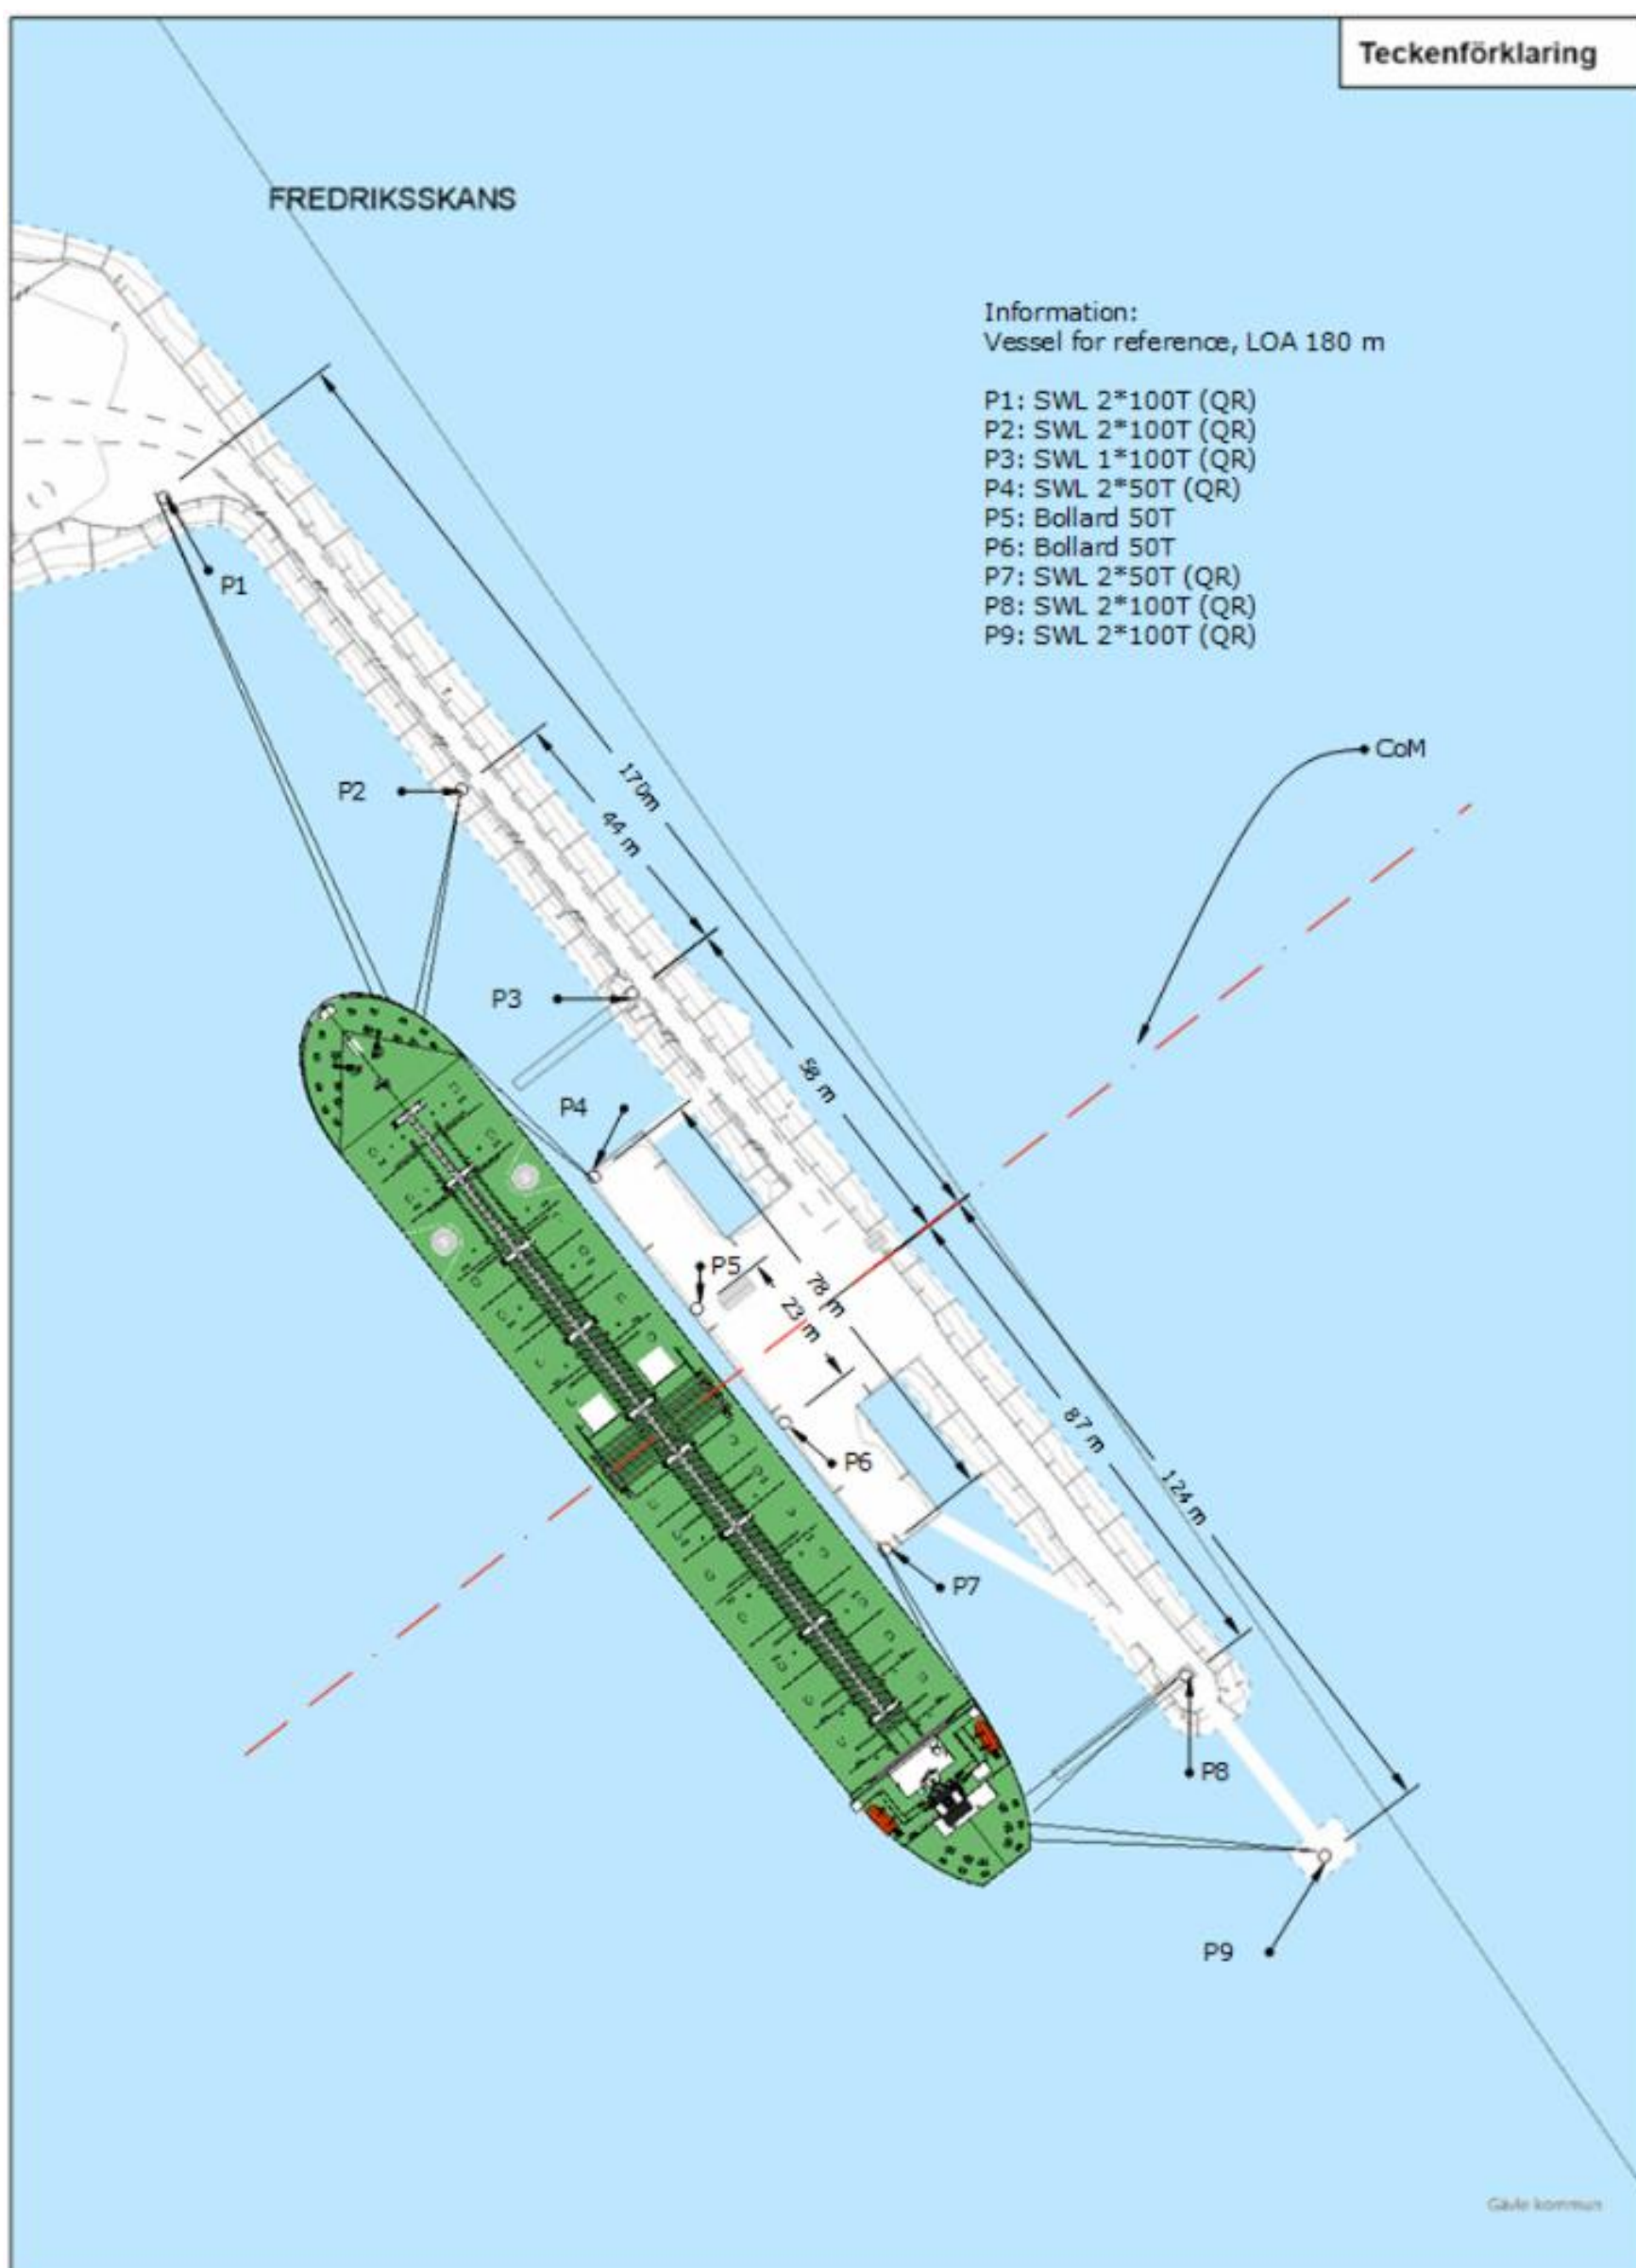 Teckenförklaring
FREDRIKSSKANS
Information:
Vessel for reference, LOA 180 m
P1: SWL 2*100T (QR)
P2: SWL 2*100T (QR)
P3: SWL 1*100T (QR)
P4: SWL 2*50T (QR)
P5: Bollard 50T
P6: Bollard 50T
P7: SWL 2*50T (QR)
P8: SWL 2*100T (QR)
P9: SWL 2*100T (QR)
P1
CoM
170m
P2
44 m
P3
58 m
P4
P5
78 m
23 m
87 m
P6
124 m
P7
P8
P9
Gävle kommun